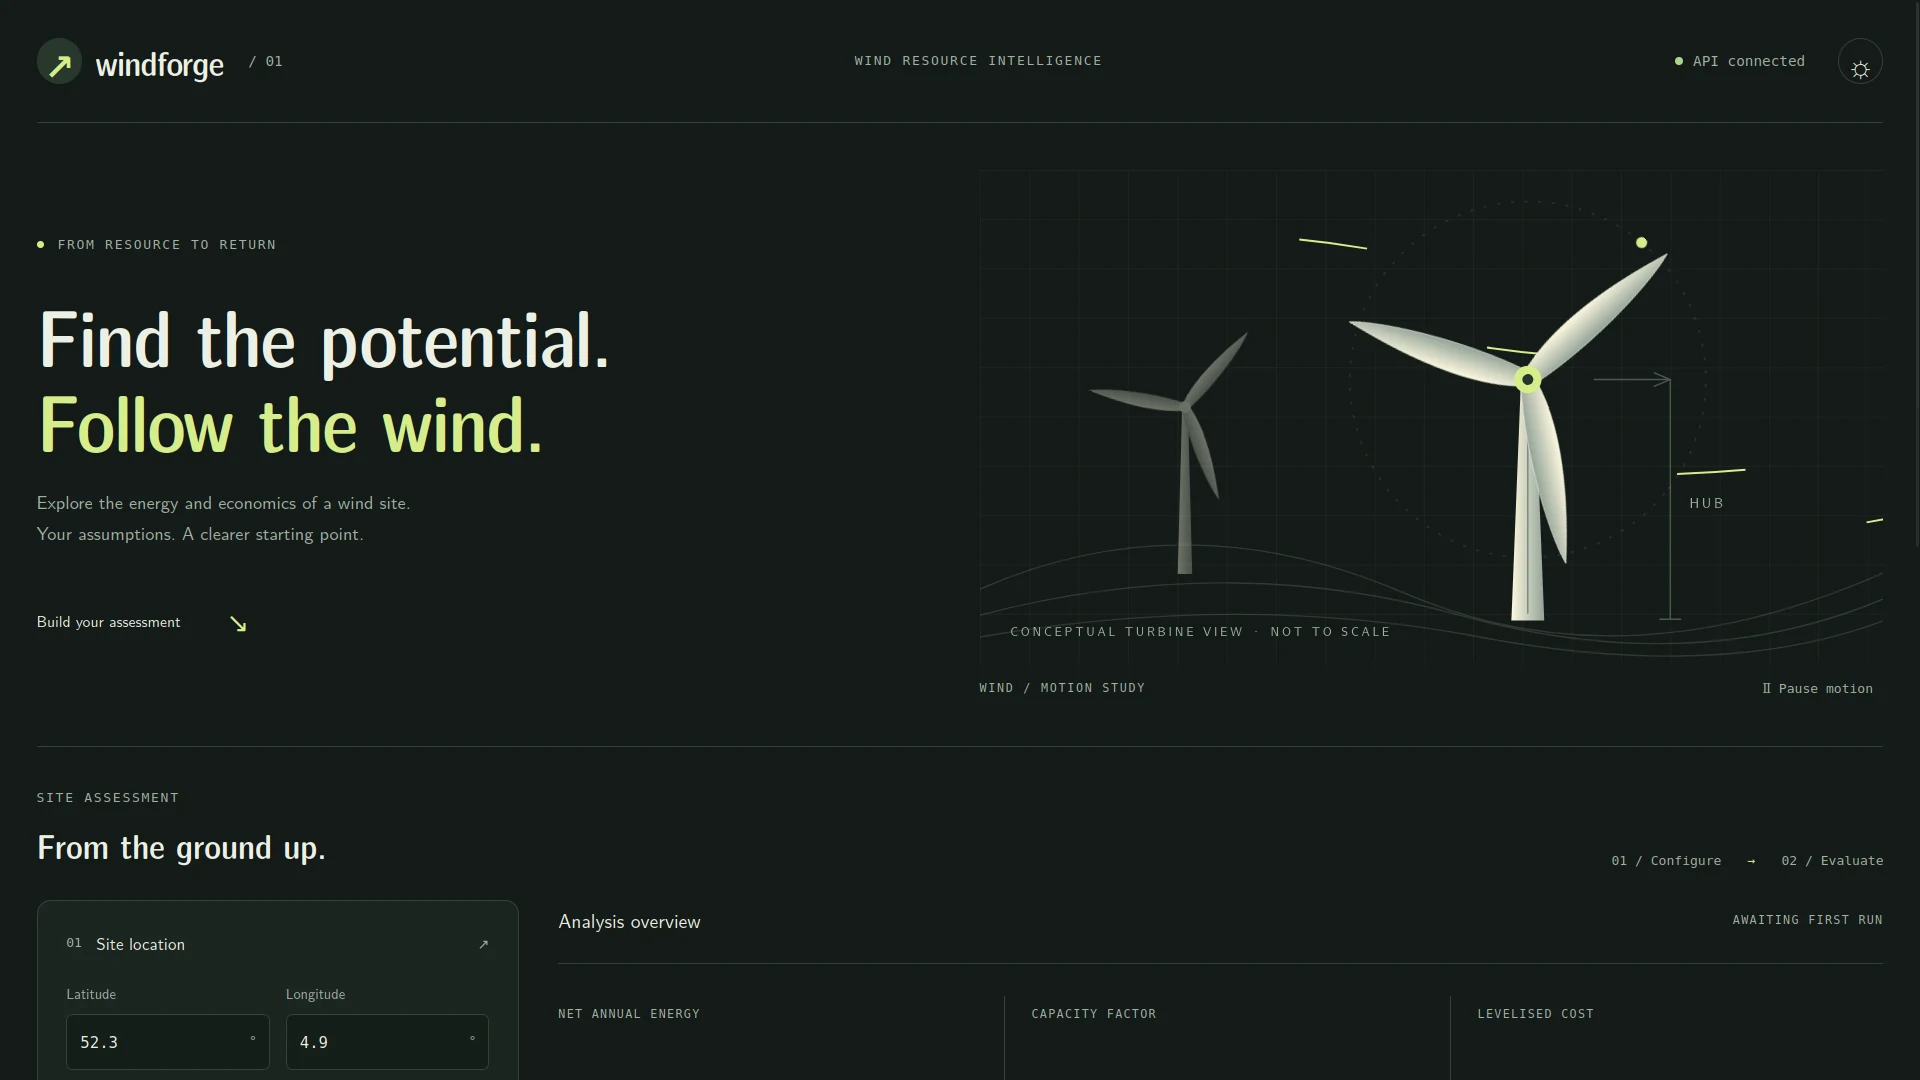 windforge / 01
WIND RESOURCE INTELLIGENCE
API connected
FROM RESOURCE TO RETURN
Find the potential.
Follow the wind.
Explore the energy and economics of a wind site.
Your assumptions. A clearer starting point.
Build your assessment ↘
HUB
CONCEPTUAL TURBINE VIEW · NOT TO SCALE
WIND / MOTION STUDY
Pause motion
SITE ASSESSMENT
From the ground up.
01 / Configure → 02 / Evaluate
01 Site location ↗
Latitude
Longitude
52.3 °
4.9 °
Analysis overview
AWAITING FIRST RUN
NET ANNUAL ENERGY
CAPACITY FACTOR
LEVELISED COST